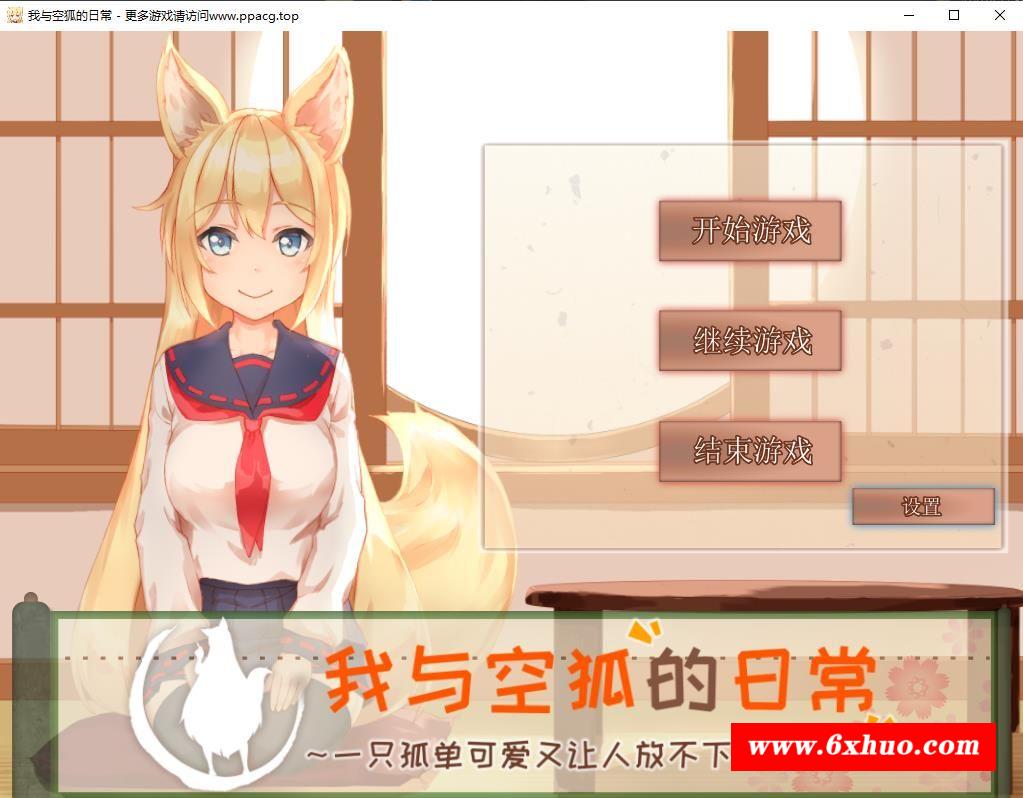 我与空狐的日常 - 更多游戏请访问www.ppacg.top
开始游戏
继续游戏
结束游戏
设置
我与空狐的日常
~一只孤单可爱又让人放不下
www.6xhuo.com